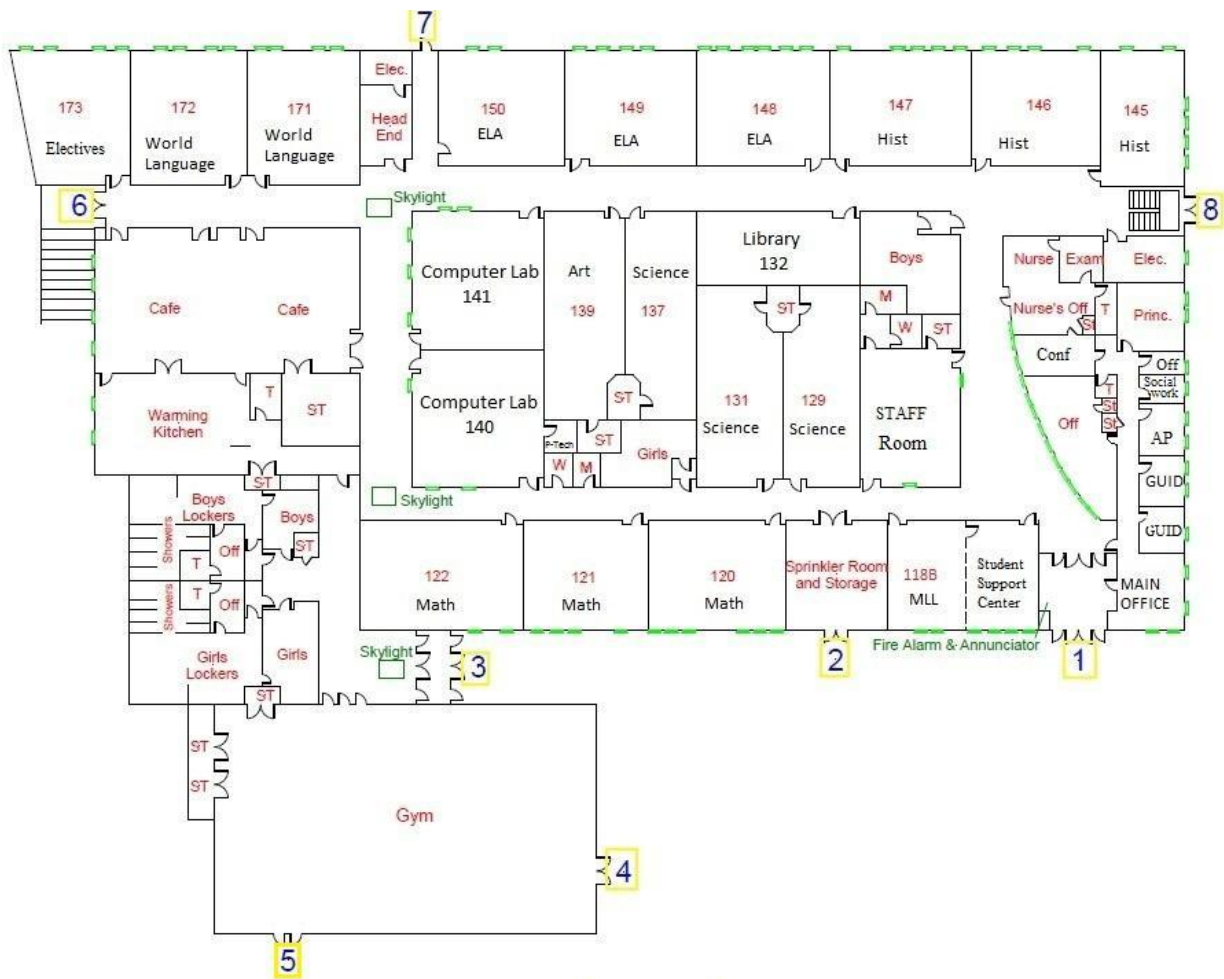 7
Elec.
173
172
171
150
149
148
147
146
145
Head
End
Electives
World
Language
World
Language
ELA
ELA
ELA
Hist
Hist
Hist
6
Skylight
8
Computer Lab
141
Art
139
Science
137
Library
132
Boys
Nurse
Exam
Elec.
Cafe
Cafe
ST
M
W
ST
Nurse's Off
St
T
Princ.
Conf
Off
Social
work
T
St
St
Off
AP
GUID
GUID
Warming
Kitchen
T
ST
Computer Lab
140
ST
P-Tech
ST
W
M
Girls
131
Science
129
Science
STAFF
Room
ST
Skylight
Boys
Lockers
Boys
ST
Showers
Off
T
Showers
T
Off
Girls
Lockers
Girls
ST
122
Math
121
Math
120
Math
Sprinkler Room
and Storage
118B
MLL
Student
Support
Center
MAIN
OFFICE
Skylight
3
2
Fire Alarm & Annunciator
1
ST
ST
Gym
4
5